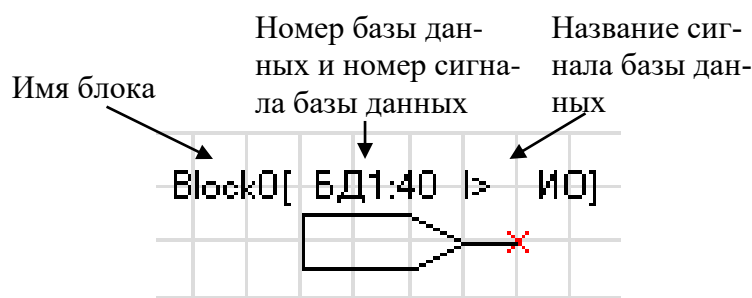 Имя блока
Номер базы дан-
ных и номер сигна-
ла базы данных
Название сиг-
нала базы дан-
ных
Block0[ БД1:40 |> ИО]